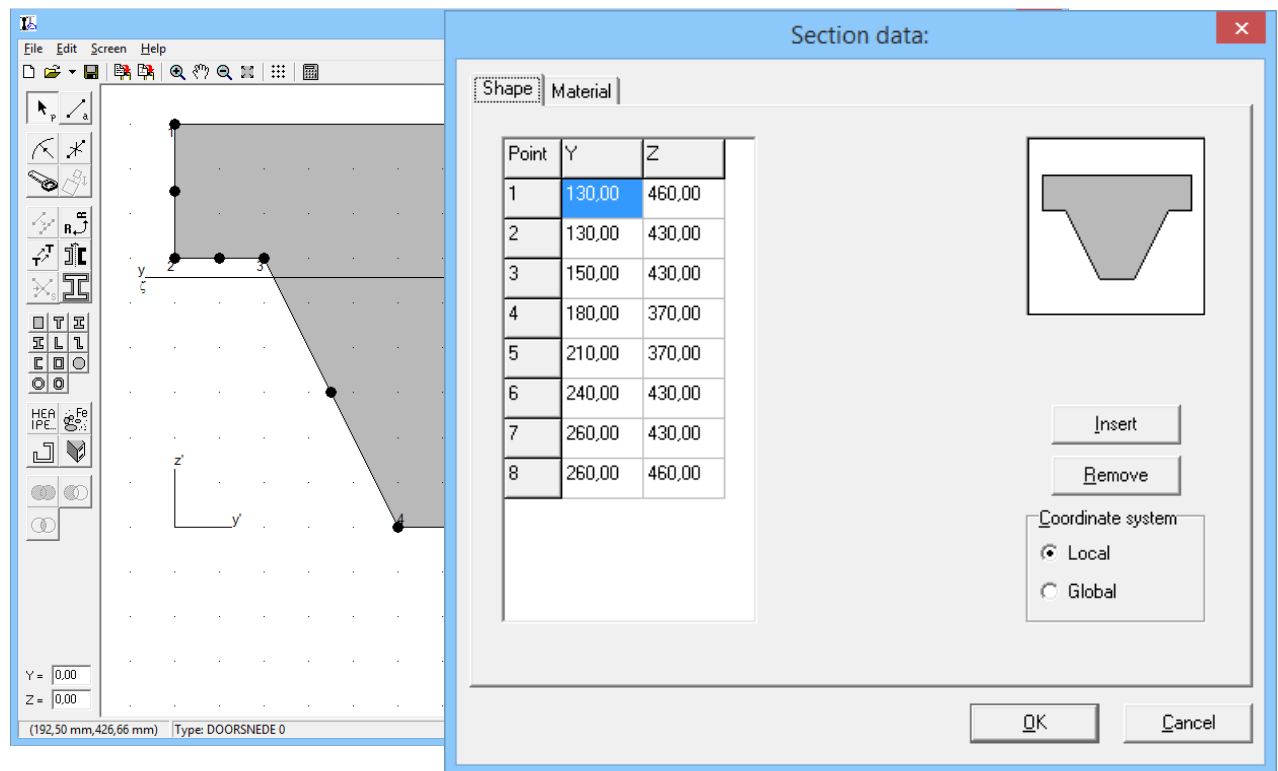 File Edit Screen Help
P
a
R
T
S
HEA
IPE...
Fe
Y = 0,00
Z = 0,00
(192,50 mm,426,66 mm) Type: DOORSNEDE 0
1
2
3
4
y
ζ
z'
y'
Section data:
Shape Material
Point Y Z
1 130,00 460,00
2 130,00 430,00
3 150,00 430,00
4 180,00 370,00
5 210,00 370,00
6 240,00 430,00
7 260,00 430,00
8 260,00 460,00
Insert
Remove
Coordinate system
Local
Global
OK Cancel